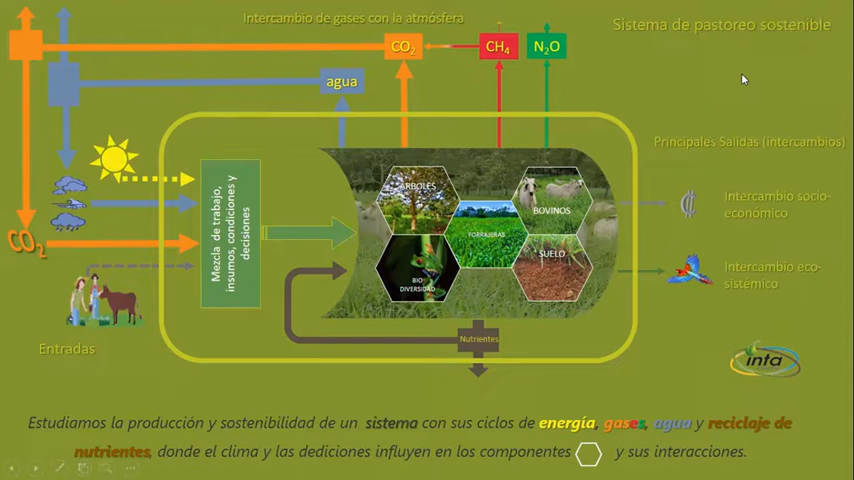 Intercambio de gases con la atmósfera
Sistema de pastoreo sostenible
CO2
CH4
N2O
agua
Principales Salidas (intercambios)
Mezcla de trabajo,
insumos, condiciones y
decisiones
ÁRBOLES
BOVINOS
FORRAJERAS
BIO
DIVERSIDAD
SUELO
Intercambio socio-
económico
Intercambio eco-
sistémico
CO2
Entradas
Nutrientes
inta
Estudiamos la producción y sostenibilidad de un sistema con sus ciclos de energía, gases, agua y reciclaje de
nutrientes, donde el clima y las dediciones influyen en los componentes y sus interacciones.